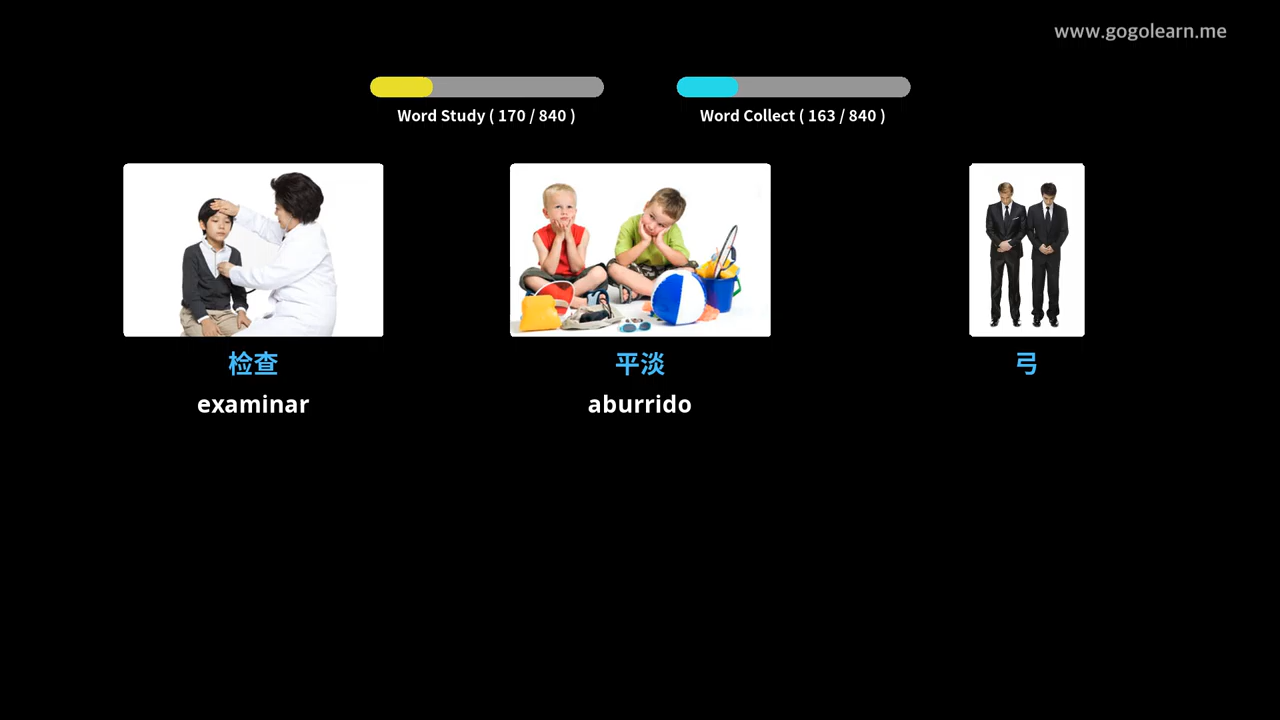 www.gogolearn.me
Word Study ( 170 / 840 )
Word Collect ( 163 / 840 )
检查
平淡
弓
examinar
aburrido